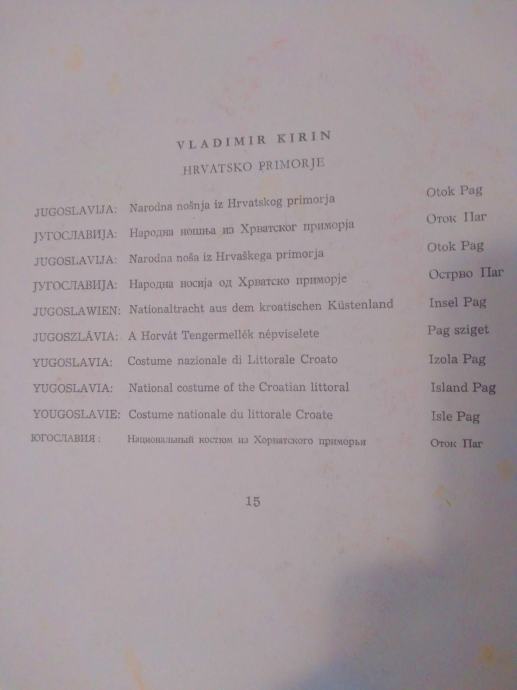 VLADIMIR KIRIN
HRVATSKO PRIMORJE
JUGOSLAVIJA: Narodna nošnja iz Hrvatskog primorja Otok Pag
ЈУГОСЛАВИЈА: Народна ношња из Хрватског приморја Оток Паг
JUGOSLAVIJA: Narodna noša iz Hrvaškega primorja Otok Pag
ЈУГОСЛАВИЈА: Народна носија од Хрватско приморје Острво Паг
JUGOSLAWIEN: Nationaltracht aus dem kroatischen Küstenland Insel Pag
JUGOSZLÁVIA: A Horvát Tengermellék népviselete Pag sziget
YUGOSLAVIA: Costume nazionale di Littorale Croato Izola Pag
YUGOSLAVIA: National costume of the Croatian littoral Island Pag
YOUGOSLAVIE: Costume nationale du littorale Croate Isle Pag
ЮГОСЛАВИЯ: Национальный костюм из Хорватского приморьи Оток Паг
15